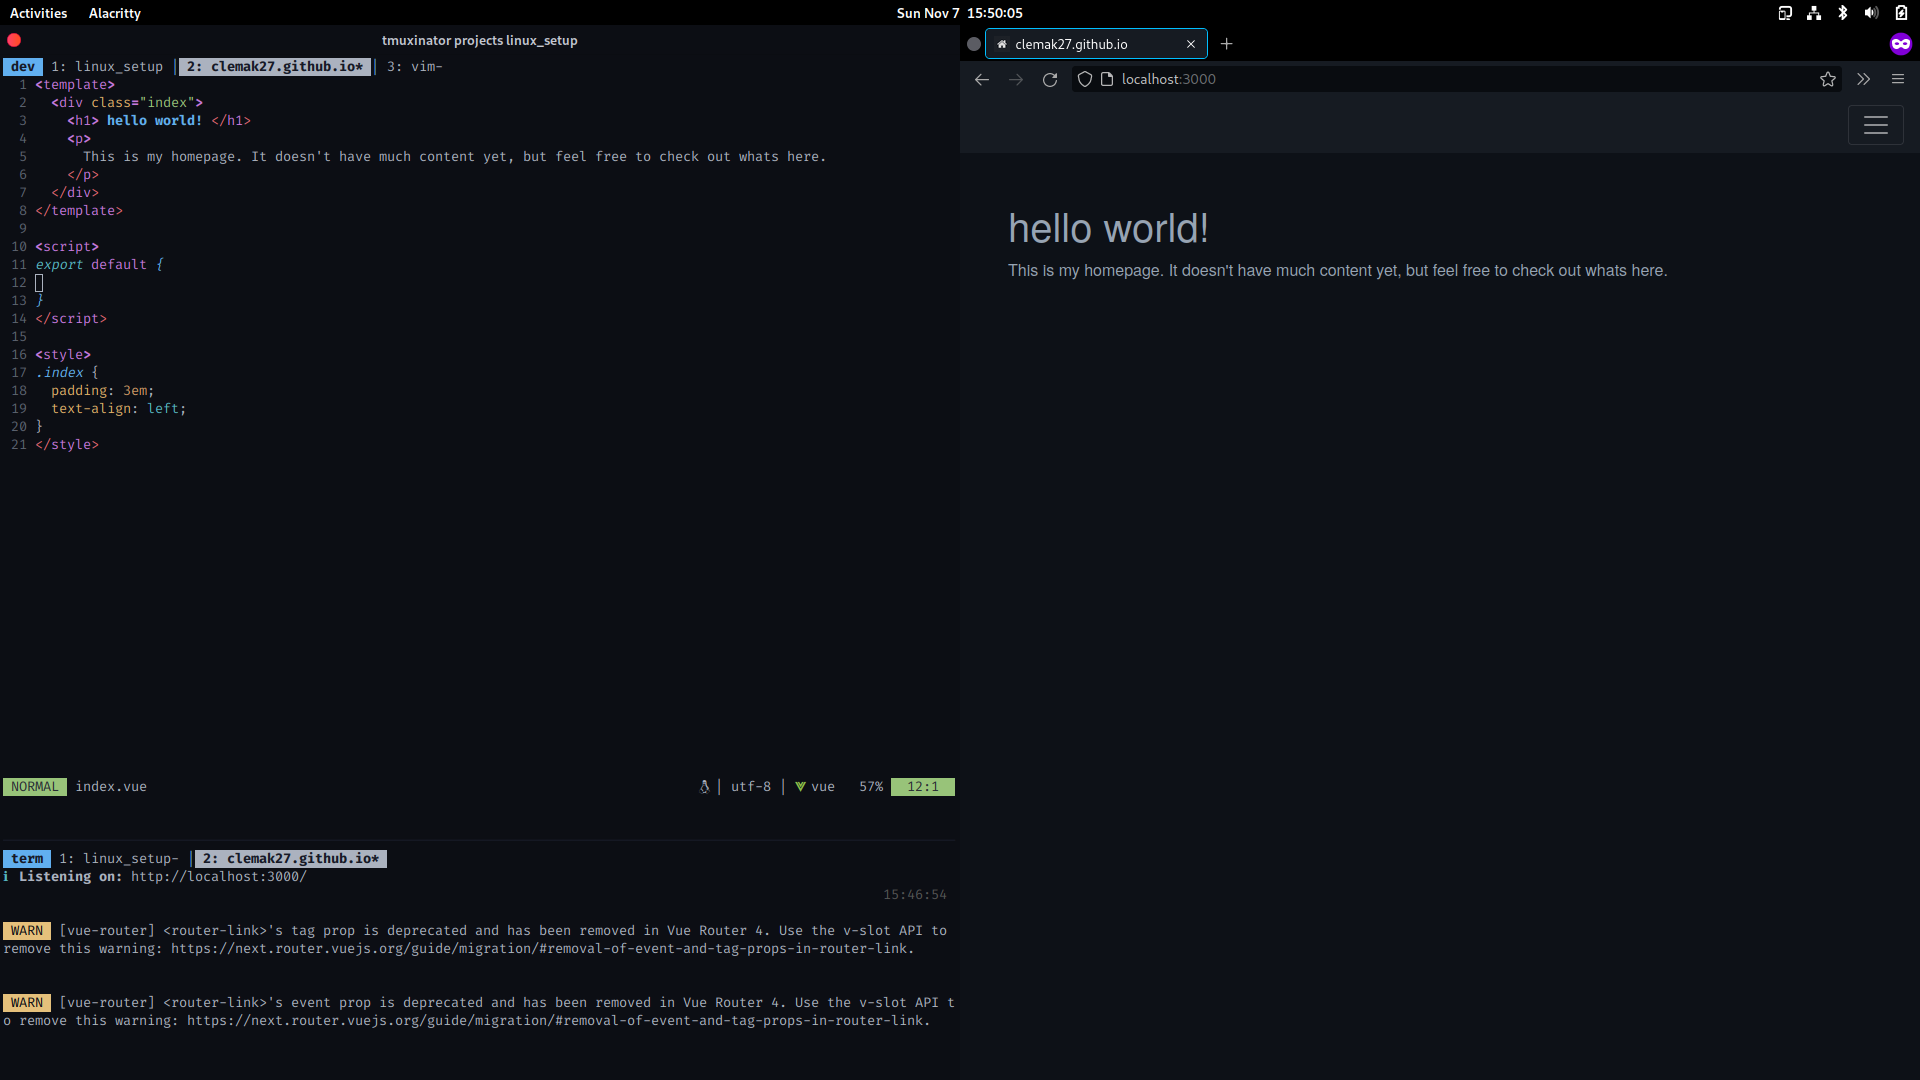 Activities Alacritty Sun Nov 7 15:50:05
tmuxinator projects linux_setup
dev 1: linux_setup | 2: clemak27.github.io* | 3: vim-
1 <template>
2   <div class="index">
3     <h1> hello world! </h1>
4     <p>
5       This is my homepage. It doesn't have much content yet, but feel free to check out whats here.
6     </p>
7   </div>
8 </template>
9
10 <script>
11 export default {
12
13 }
14 </script>
15
16 <style>
17 .index {
18   padding: 3em;
19   text-align: left;
20 }
21 </style>
NORMAL index.vue | utf-8 | vue 57% 12:1
term 1: linux_setup- | 2: clemak27.github.io*
i Listening on: http://localhost:3000/
15:46:54
WARN [vue-router] <router-link>'s tag prop is deprecated and has been removed in Vue Router 4. Use the v-slot API to
remove this warning: https://next.router.vuejs.org/guide/migration/#removal-of-event-and-tag-props-in-router-link.
WARN [vue-router] <router-link>'s event prop is deprecated and has been removed in Vue Router 4. Use the v-slot API t
o remove this warning: https://next.router.vuejs.org/guide/migration/#removal-of-event-and-tag-props-in-router-link.
clemak27.github.io
localhost:3000
hello world!
This is my homepage. It doesn't have much content yet, but feel free to check out whats here.